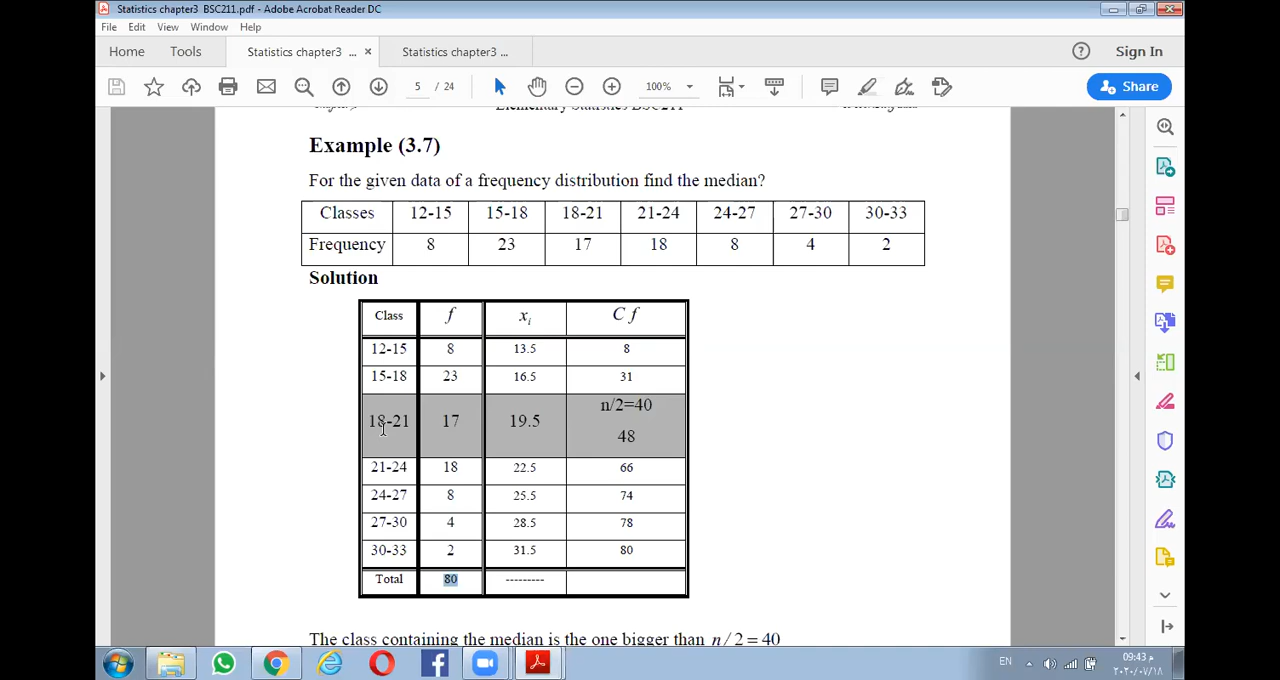 Statistics chapter3 BSC211.pdf - Adobe Acrobat Reader DC
File Edit View Window Help
Home Tools Statistics chapter3 ... × Statistics chapter3 ... Sign In
5 / 24 100% Share
Elementary Statistics BSC211
Example (3.7)
For the given data of a frequency distribution find the median?
Classes 12-15 15-18 18-21 21-24 24-27 27-30 30-33
Frequency 8 23 17 18 8 4 2
Solution
Class f xi C f
12-15 8 13.5 8
15-18 23 16.5 31
n/2=40
18-21 17 19.5
48
21-24 18 22.5 66
24-27 8 25.5 74
27-30 4 28.5 78
30-33 2 31.5 80
Total 80 ---------
The class containing the median is the one bigger than n / 2 = 40
EN 09:43 م
٢٠٢٠/٠٧/١٨